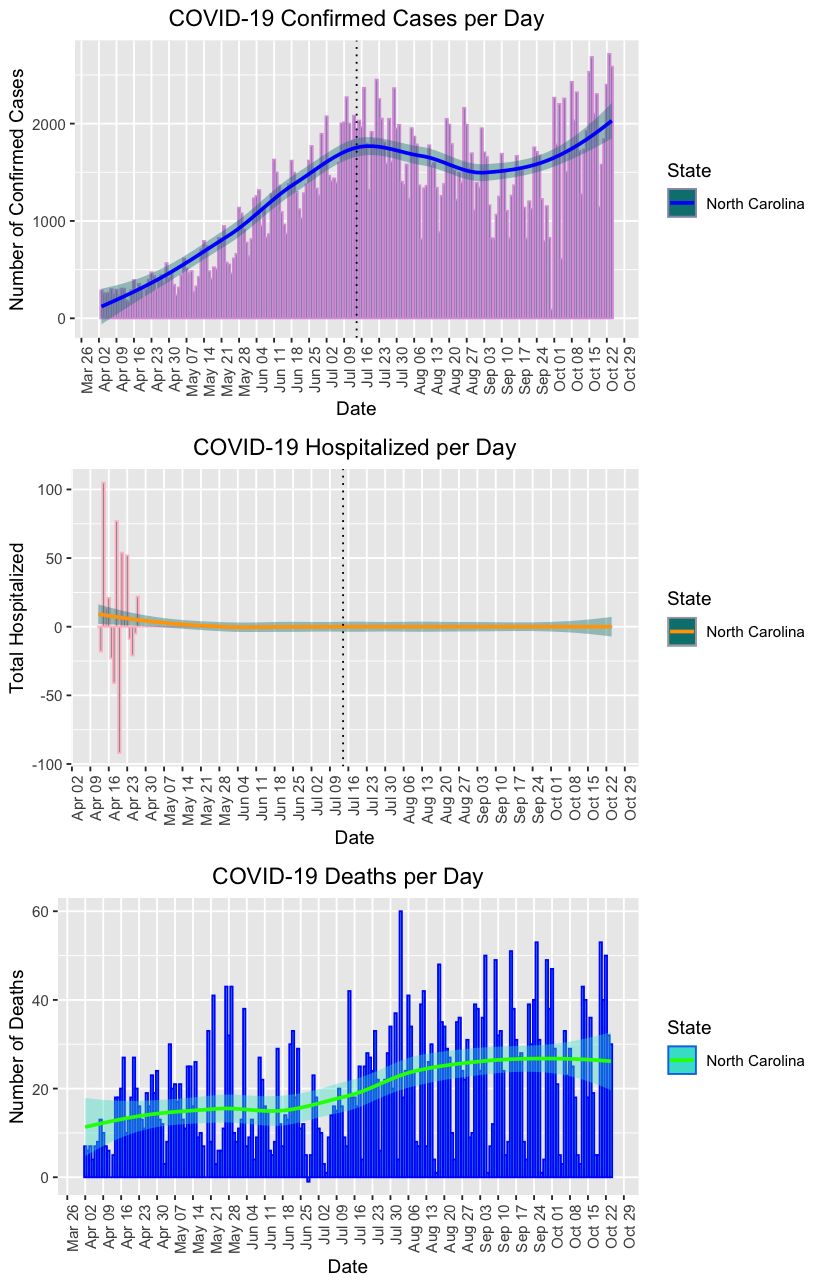 COVID-19 Confirmed Cases per Day
Number of Confirmed Cases
2000
1000
0
Mar 26
Apr 02
Apr 09
Apr 16
Apr 23
Apr 30
May 07
May 14
May 21
May 28
Jun 04
Jun 11
Jun 18
Jun 25
Jul 02
Jul 09
Jul 16
Jul 23
Jul 30
Aug 06
Aug 13
Aug 20
Aug 27
Sep 03
Sep 10
Sep 17
Sep 24
Oct 01
Oct 08
Oct 15
Oct 22
Oct 29
Date
State
North Carolina
COVID-19 Hospitalized per Day
Total Hospitalized
100
50
0
-50
-100
Apr 02
Apr 09
Apr 16
Apr 23
Apr 30
May 07
May 14
May 21
May 28
Jun 04
Jun 11
Jun 18
Jun 25
Jul 02
Jul 09
Jul 16
Jul 23
Jul 30
Aug 06
Aug 13
Aug 20
Aug 27
Sep 03
Sep 10
Sep 17
Sep 24
Oct 01
Oct 08
Oct 15
Oct 22
Oct 29
Date
State
North Carolina
COVID-19 Deaths per Day
Number of Deaths
60
40
20
0
Mar 26
Apr 02
Apr 09
Apr 16
Apr 23
Apr 30
May 07
May 14
May 21
May 28
Jun 04
Jun 11
Jun 18
Jun 25
Jul 02
Jul 09
Jul 16
Jul 23
Jul 30
Aug 06
Aug 13
Aug 20
Aug 27
Sep 03
Sep 10
Sep 17
Sep 24
Oct 01
Oct 08
Oct 15
Oct 22
Oct 29
Date
State
North Carolina